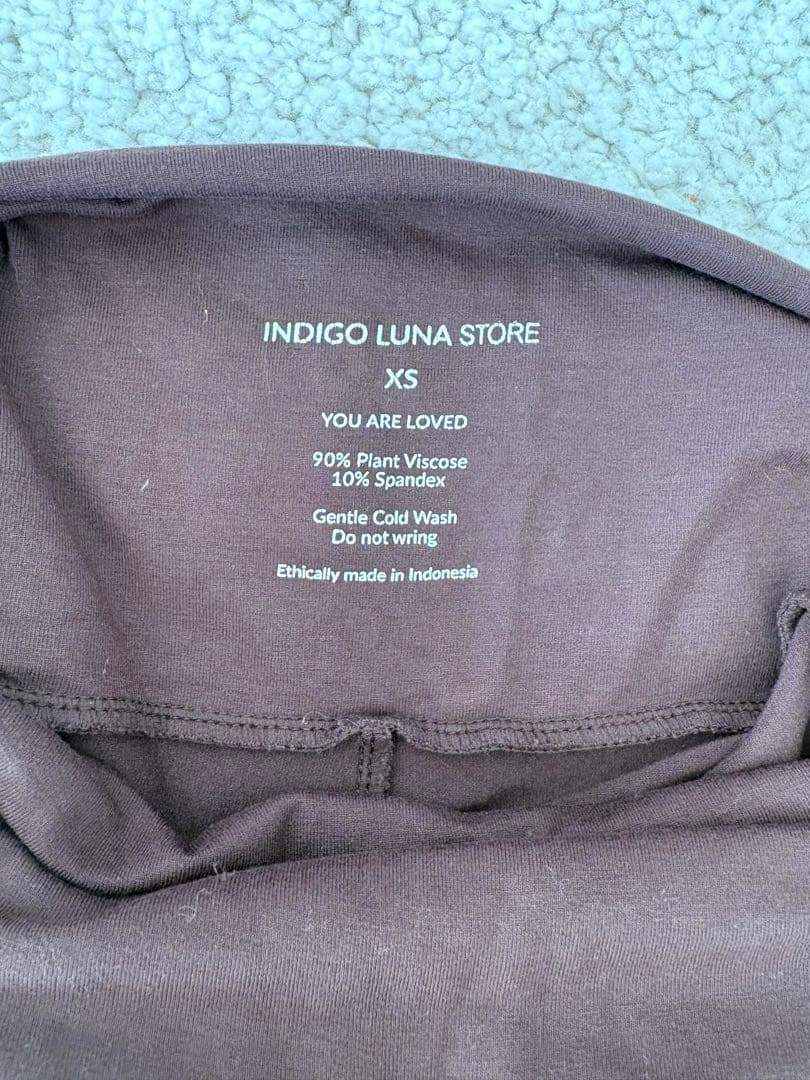 INDIGO LUNA STORE
XS
YOU ARE LOVED
90% Plant Viscose
10% Spandex
Gentle Cold Wash
Do not wring
Ethically made in Indonesia